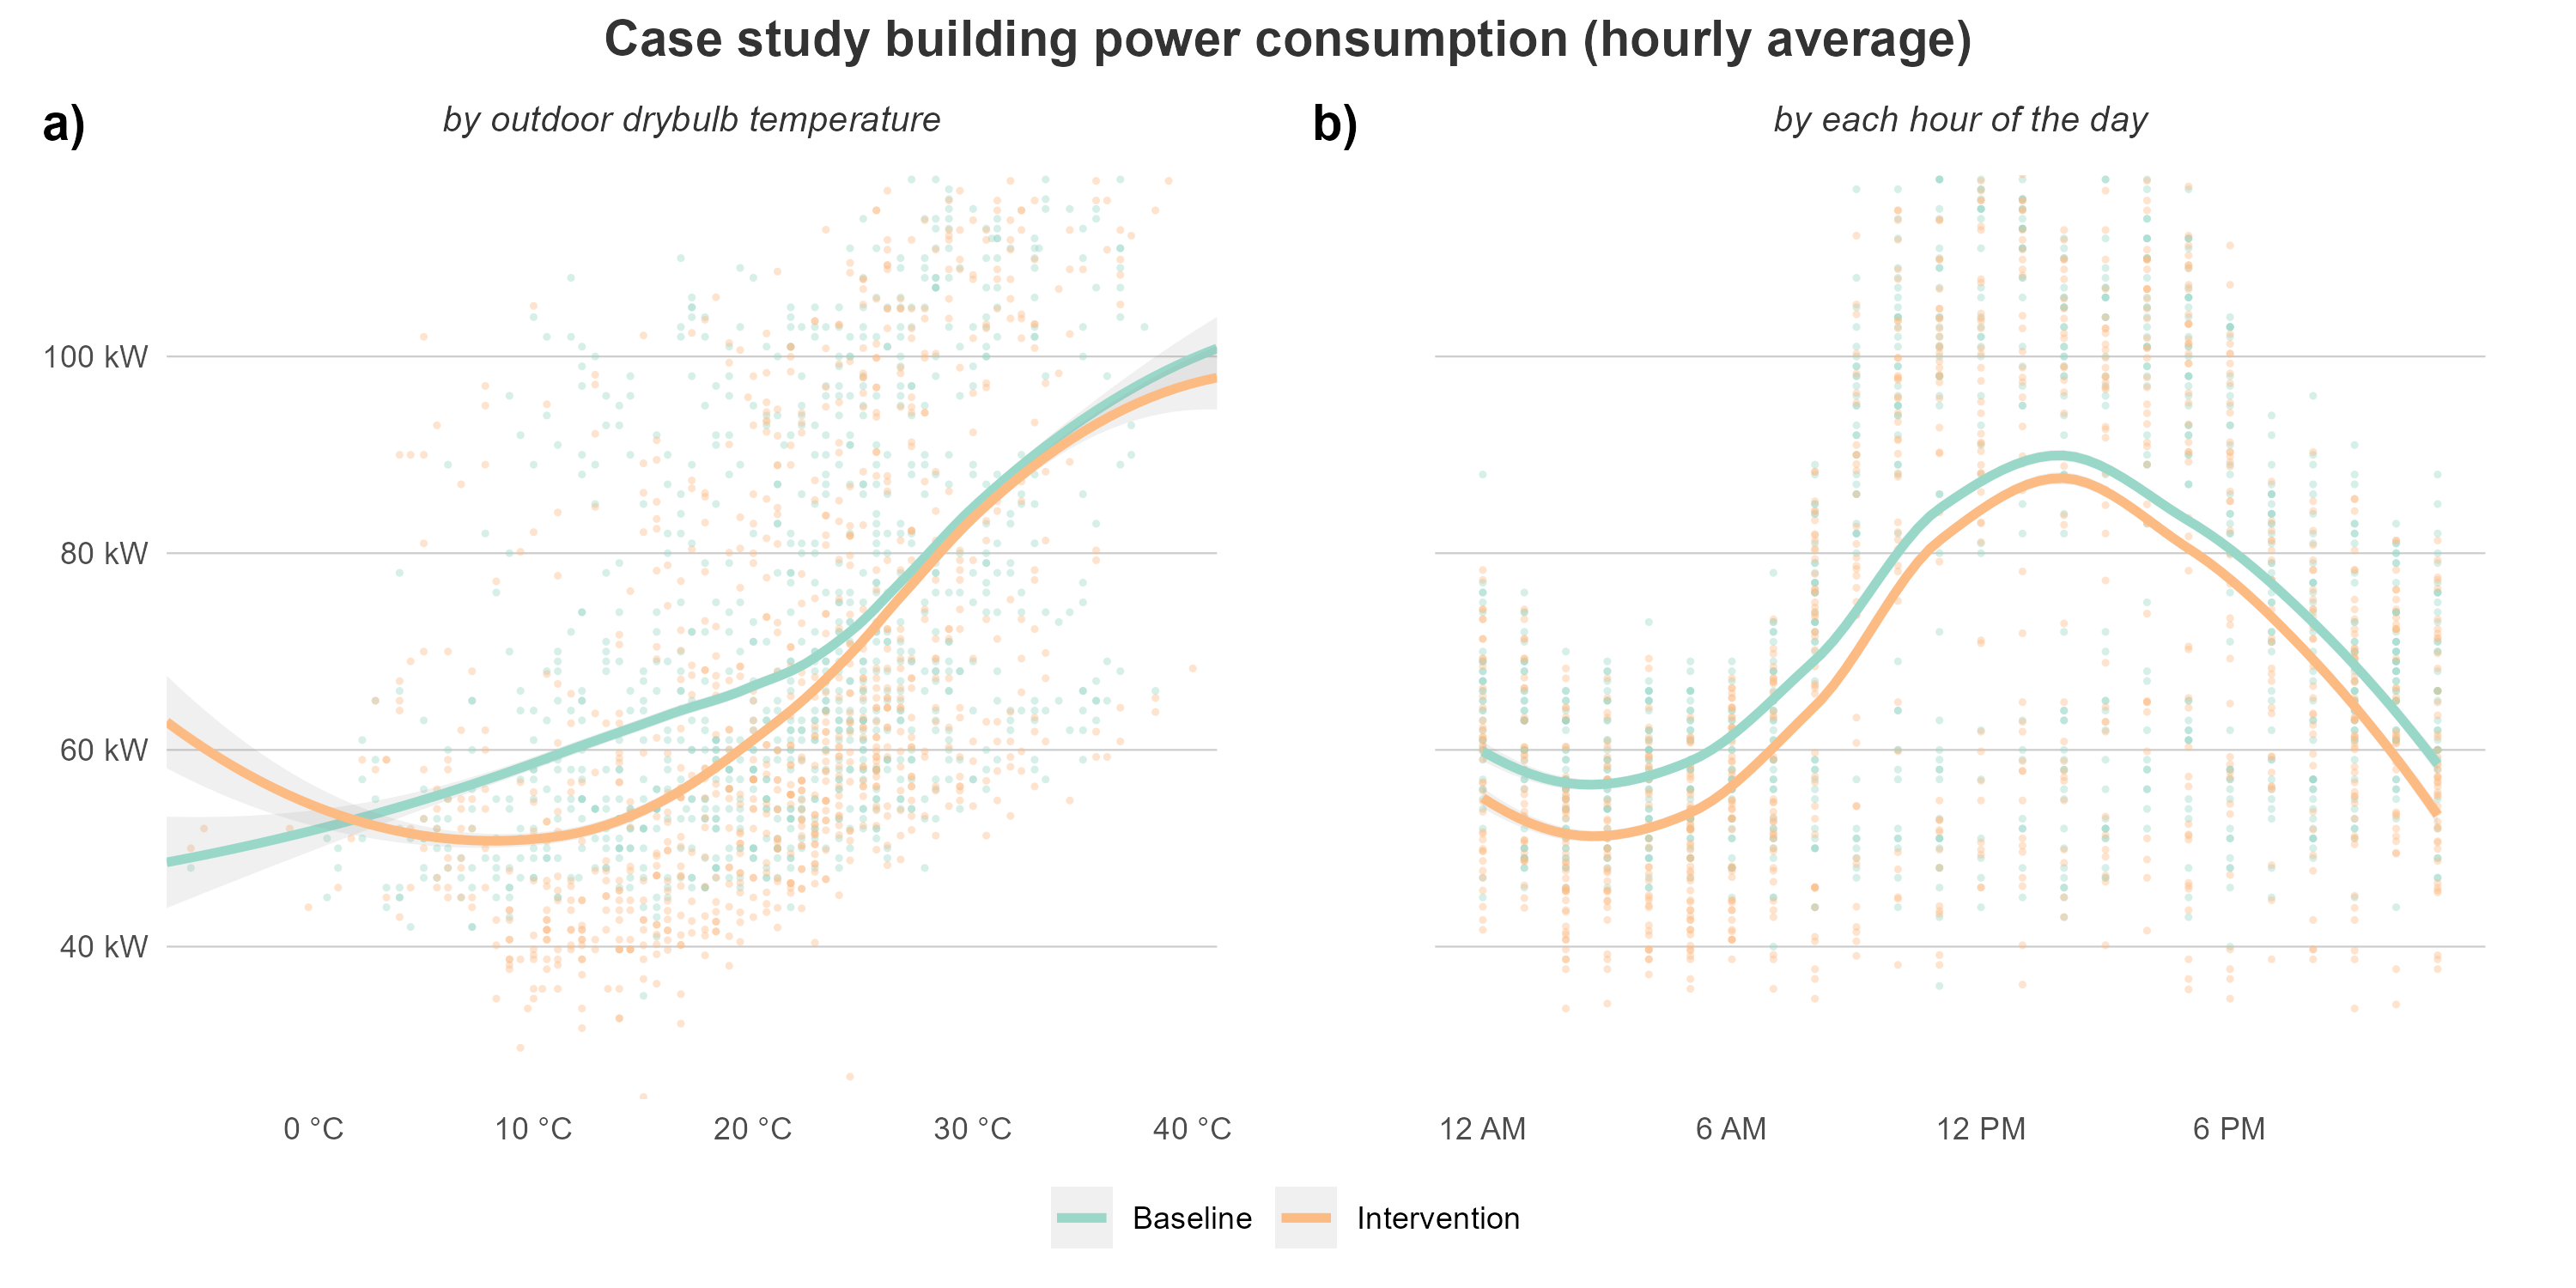 Case study building power consumption (hourly average)
a)
by outdoor drybulb temperature
100 kW
80 kW
60 kW
40 kW
0 °C
10 °C
20 °C
30 °C
40 °C
b)
by each hour of the day
12 AM
6 AM
12 PM
6 PM
Baseline
Intervention